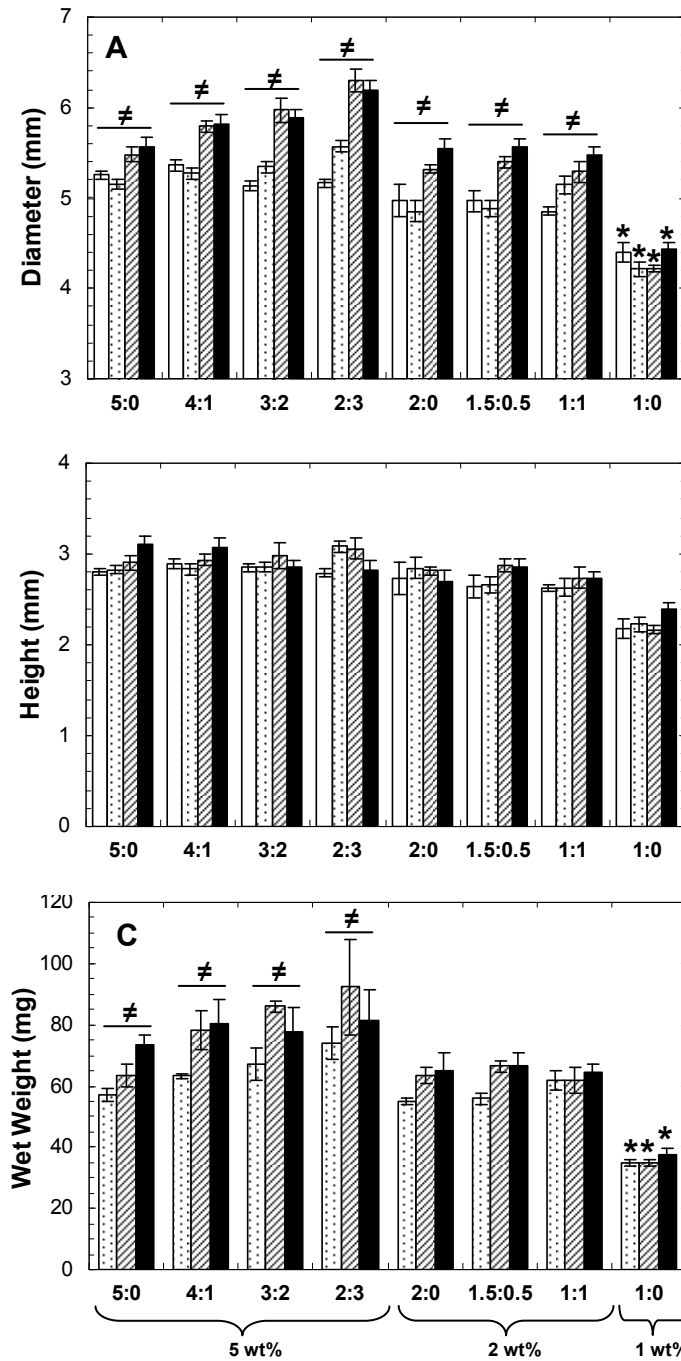 7
A
≠ ≠ ≠ ≠ ≠ ≠ ≠
6
5
4
3
Diameter (mm)
* * * *
5:0 4:1 3:2 2:3 2:0 1.5:0.5 1:1 1:0
4
3
2
1
0
Height (mm)
5:0 4:1 3:2 2:3 2:0 1.5:0.5 1:1 1:0
120
C
≠ ≠ ≠ ≠
100
80
60
40
20
0
Wet Weight (mg)
** *
5:0 4:1 3:2 2:3 2:0 1.5:0.5 1:1 1:0
5 wt% 2 wt% 1 wt%